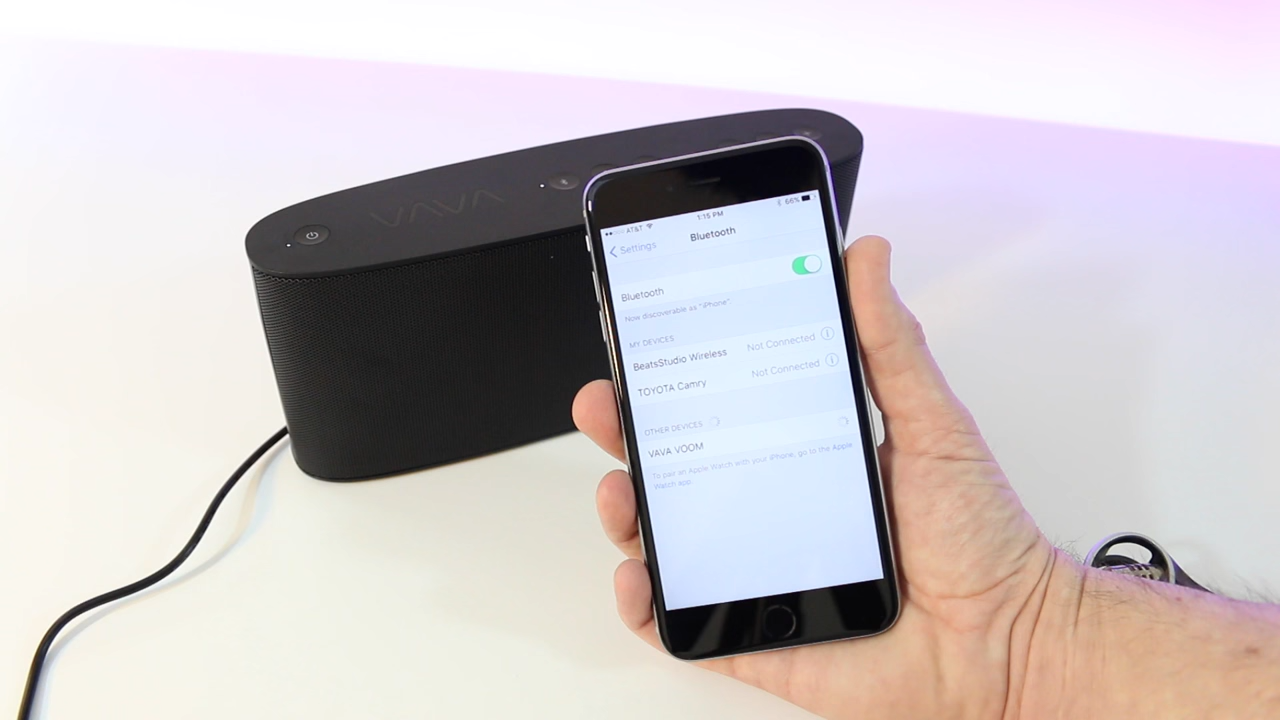 VAVA
AT&T 1:15 PM 66%
Settings Bluetooth
Bluetooth
Now discoverable as "iPhone".
MY DEVICES
BeatsStudio Wireless Not Connected
TOYOTA Camry Not Connected
OTHER DEVICES
VAVA VOOM
To pair an Apple Watch with your iPhone, go to the Apple
Watch app.